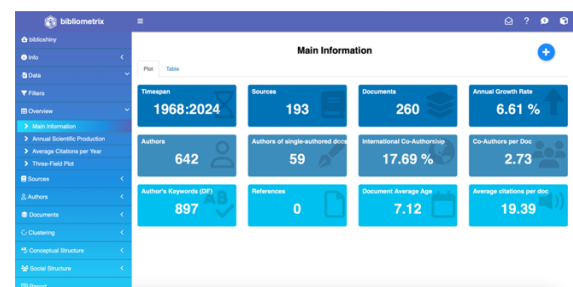 bibliometrix
biblioshiny
Info
Data
Filters
Overview
Main Information
Annual Scientific Production
Average Citations per Year
Three-Field Plot
Sources
Authors
Documents
Clustering
Conceptual Structure
Social Structure
Report
Main Information
Plot
Table
Timespan
1968:2024
Sources
193
Documents
260
Annual Growth Rate
6.61 %
Authors
642
Authors of single-authored docs
59
International Co-Authorship
17.69 %
Co-Authors per Doc
2.73
Author's Keywords (DE)
897
References
0
Document Average Age
7.12
Average citations per doc
19.39